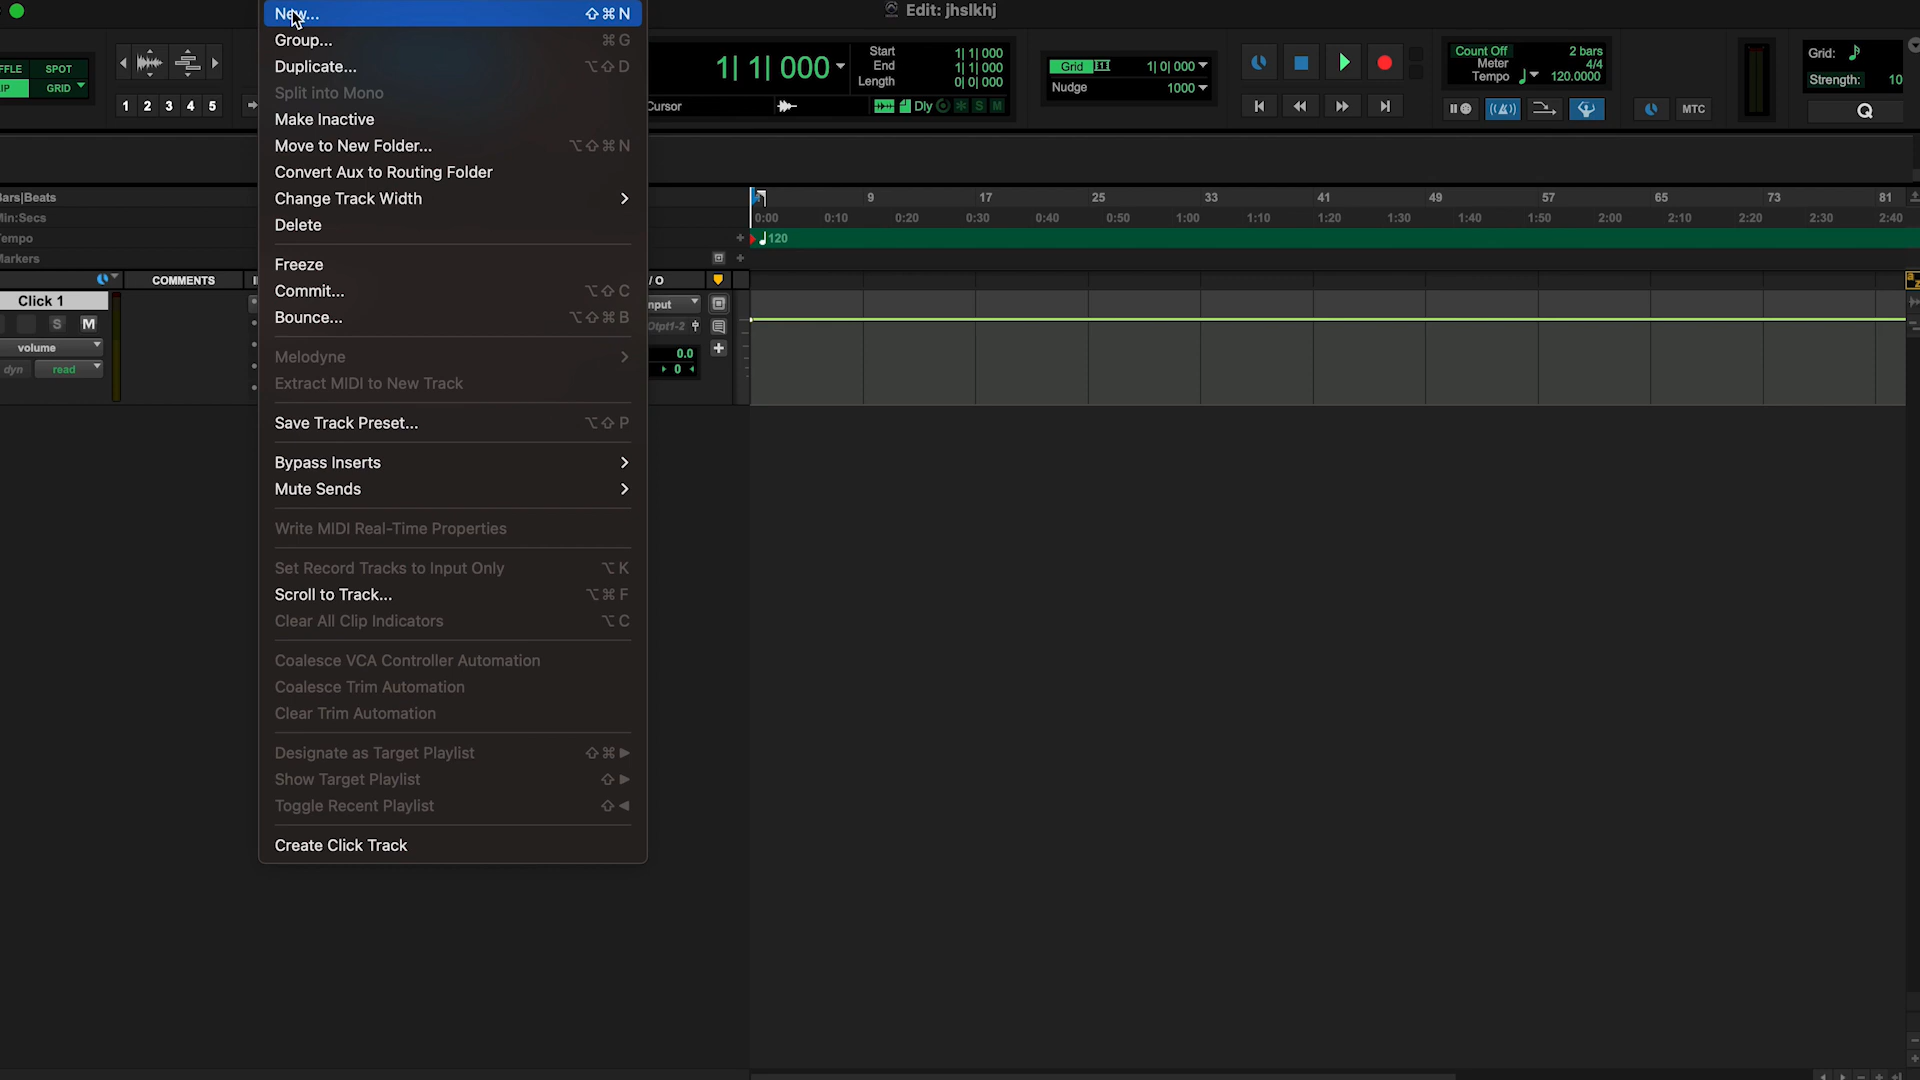 Edit: jhslkhj
New... ⇧⌘N
Group... ⌘G
Duplicate... ⌥⇧D
Split into Mono
Make Inactive
Move to New Folder... ⌥⇧⌘N
Convert Aux to Routing Folder
Change Track Width
Delete
Freeze
Commit... ⌥⇧C
Bounce... ⌥⇧⌘B
Melodyne
Extract MIDI to New Track
Save Track Preset... ⌥⇧P
Bypass Inserts
Mute Sends
Write MIDI Real-Time Properties
Set Record Tracks to Input Only ⌥K
Scroll to Track... ⌥⌘F
Clear All Clip Indicators ⌥C
Coalesce VCA Controller Automation
Coalesce Trim Automation
Clear Trim Automation
Designate as Target Playlist ⇧⌘▶
Show Target Playlist ⇧▶
Toggle Recent Playlist ⇧◀
Create Click Track
FFLE SPOT
IP GRID
1 2 3 4 5
1| 1| 000
Start 1| 1| 000
End 1| 1| 000
Length 0| 0| 000
Cursor
Dly S M
Grid 1| 0| 000
Nudge 1000
Count Off 2 bars
Meter 4/4
Tempo 120.0000
MTC
Grid:
Strength: 10
Q
Bars|Beats
Min:Secs
Tempo
Markers
9 17 25 33 41 49 57 65 73 81
0:00 0:10 0:20 0:30 0:40 0:50 1:00 1:10 1:20 1:30 1:40 1:50 2:00 2:10 2:20 2:30 2:40
120
COMMENTS
/ O
Click 1
S M
volume
dyn read
nput
Otpt1-2
0.0
0